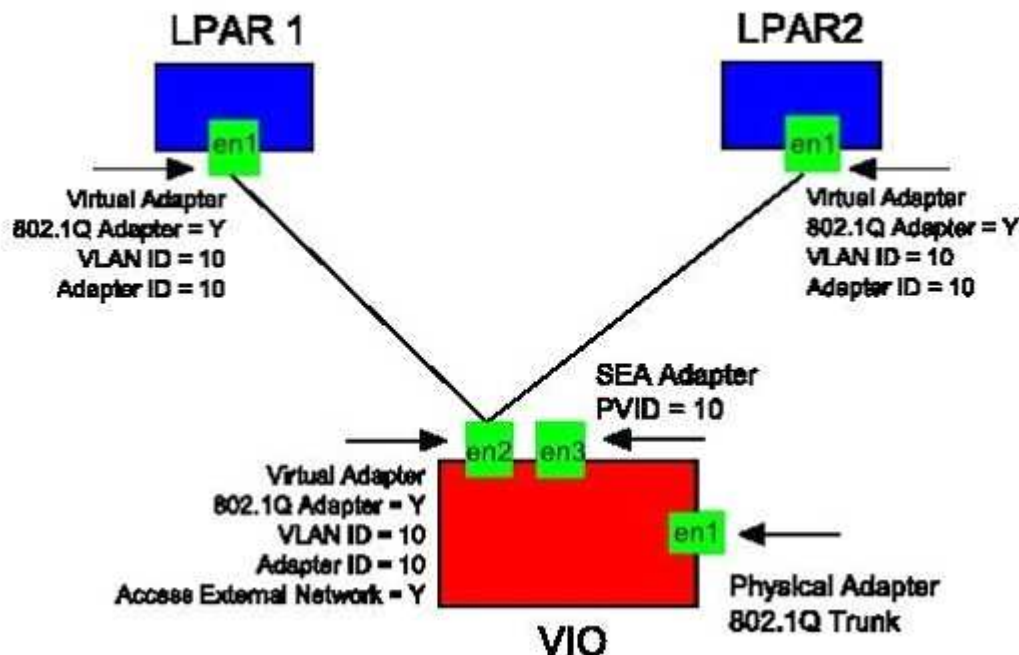 LPAR 1
LPAR2
en1
en1
Virtual Adapter
802.1Q Adapter = Y
VLAN ID = 10
Adapter ID = 10
Virtual Adapter
802.1Q Adapter = Y
VLAN ID = 10
Adapter ID = 10
SEA Adapter
PVID = 10
en2
en3
Virtual Adapter
802.1Q Adapter = Y
VLAN ID = 10
Adapter ID = 10
Access External Network = Y
en1
Physical Adapter
802.1Q Trunk
VIO